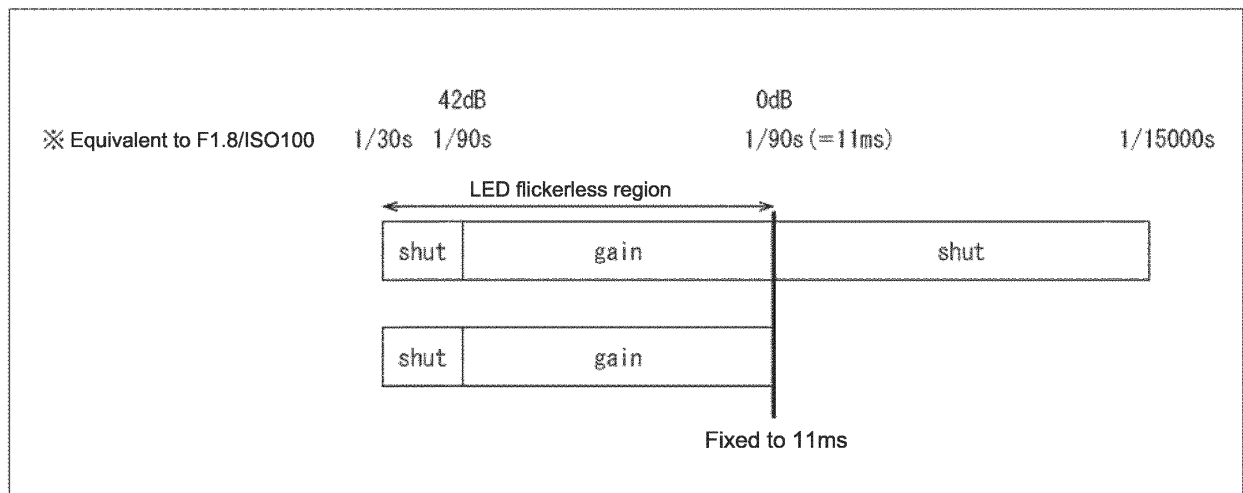 42dB 0dB
※ Equivalent to F1.8/ISO100 1/30s 1/90s 1/90s(=11ms) 1/15000s
LED flickerless region
shut gain shut
shut gain
Fixed to 11ms